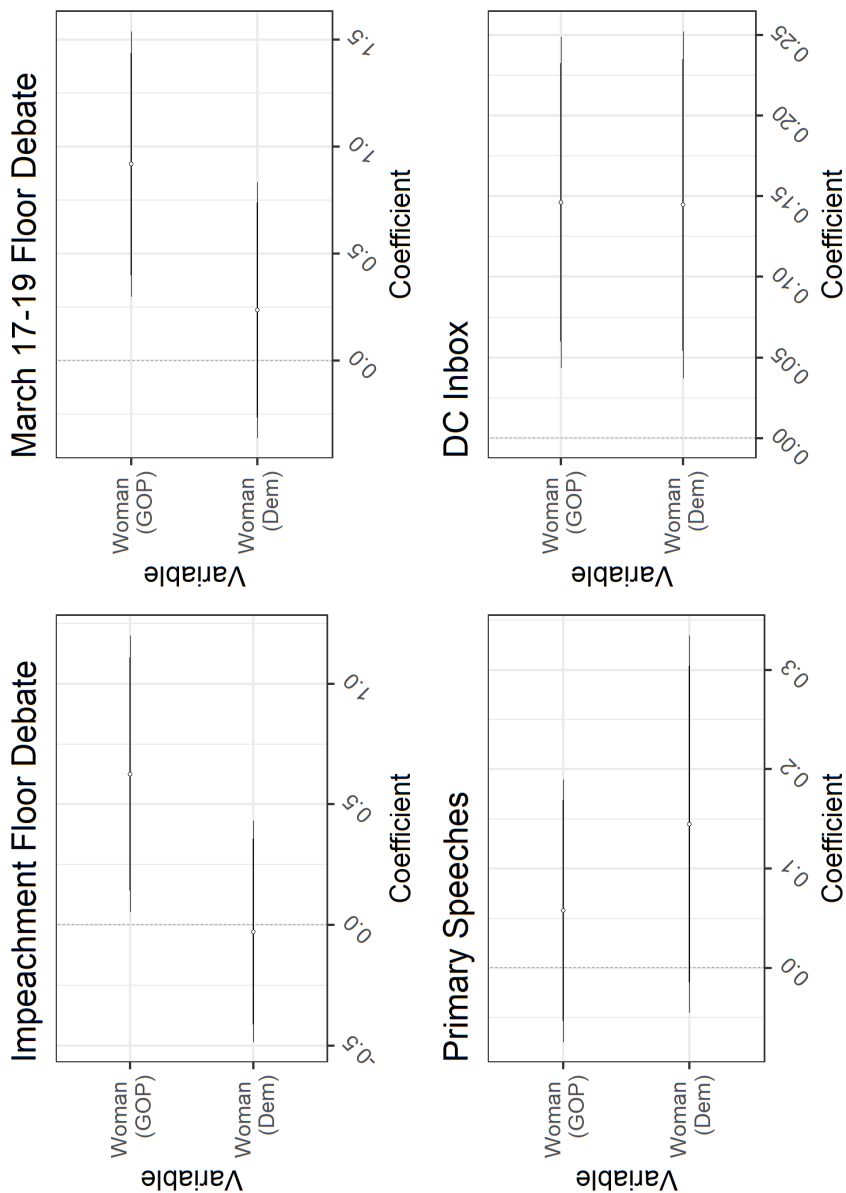 Impeachment Floor Debate
Variable
Woman
(GOP)
Woman
(Dem)
-0.5
0.0
0.5
1.0
Coefficient
March 17-19 Floor Debate
Variable
Woman
(GOP)
Woman
(Dem)
0.0
0.5
1.0
1.5
Coefficient
Primary Speeches
Variable
Woman
(GOP)
Woman
(Dem)
0.0
0.1
0.2
0.3
Coefficient
DC Inbox
Variable
Woman
(GOP)
Woman
(Dem)
0.00
0.05
0.10
0.15
0.20
0.25
Coefficient